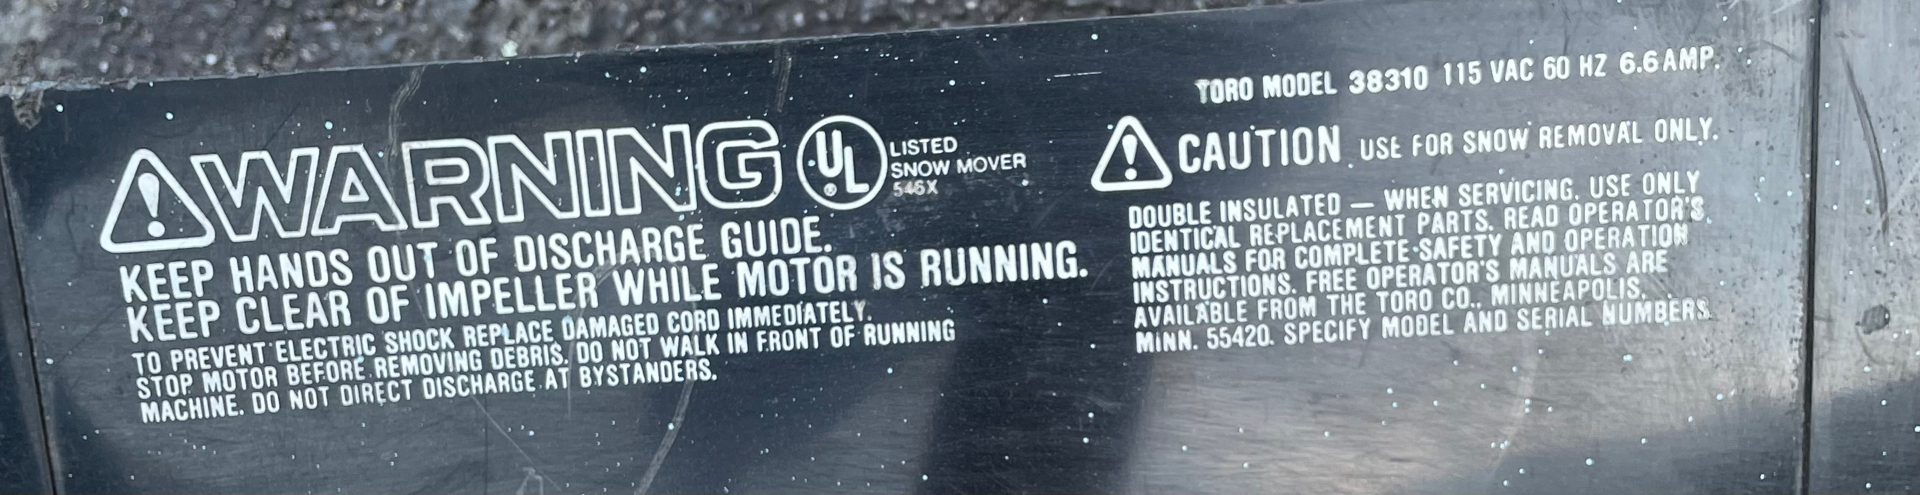 WARNING
UL
®
LISTED
SNOW MOVER
546X
KEEP HANDS OUT OF DISCHARGE GUIDE.
KEEP CLEAR OF IMPELLER WHILE MOTOR IS RUNNING.
TO PREVENT ELECTRIC SHOCK REPLACE DAMAGED CORD IMMEDIATELY.
STOP MOTOR BEFORE REMOVING DEBRIS. DO NOT WALK IN FRONT OF RUNNING
MACHINE. DO NOT DIRECT DISCHARGE AT BYSTANDERS.
TORO MODEL 38310 115 VAC 60 HZ 6.6 AMP.
CAUTION USE FOR SNOW REMOVAL ONLY.
DOUBLE INSULATED — WHEN SERVICING, USE ONLY
IDENTICAL REPLACEMENT PARTS. READ OPERATOR'S
MANUALS FOR COMPLETE SAFETY AND OPERATION
INSTRUCTIONS. FREE OPERATOR'S MANUALS ARE
AVAILABLE FROM THE TORO CO., MINNEAPOLIS,
MINN. 55420. SPECIFY MODEL AND SERIAL NUMBERS